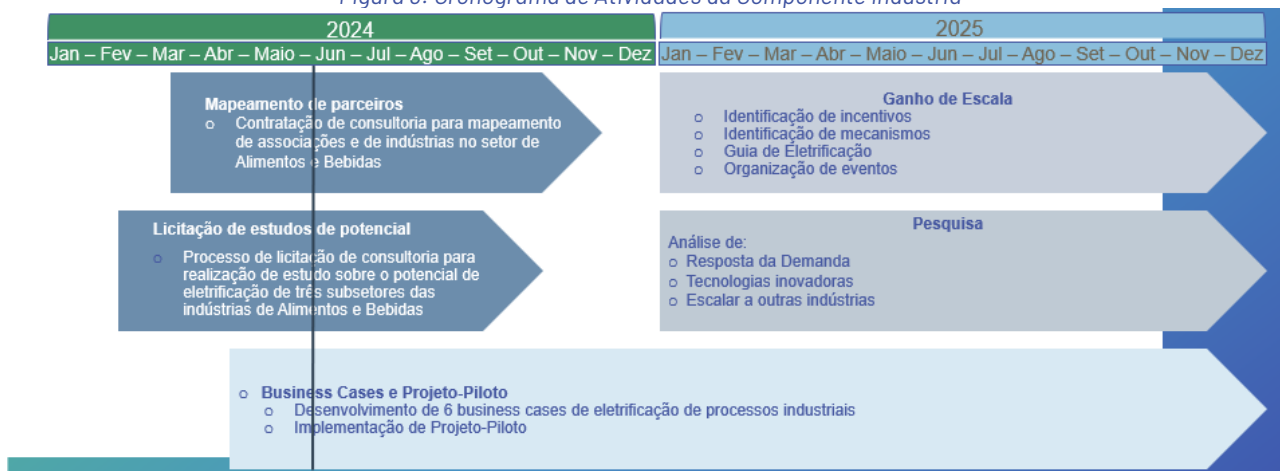 Figura 3: Cronograma de Atividades da Componente Indústria
2024
2025
Jan – Fev – Mar – Abr – Maio – Jun – Jul – Ago – Set – Out – Nov – Dez
Jan – Fev – Mar – Abr – Maio – Jun – Jul – Ago – Set – Out – Nov – Dez
Mapeamento de parceiros
o Contratação de consultoria para mapeamento
de associações e de indústrias no setor de
Alimentos e Bebidas
Ganho de Escala
o Identificação de incentivos
o Identificação de mecanismos
o Guia de Eletrificação
o Organização de eventos
Licitação de estudos de potencial
o Processo de licitação de consultoria para
realização de estudo sobre o potencial de
eletrificação de três subsetores das
indústrias de Alimentos e Bebidas
Pesquisa
Análise de:
o Resposta da Demanda
o Tecnologias inovadoras
o Escalar a outras indústrias
o Business Cases e Projeto-Piloto
o Desenvolvimento de 6 business cases de eletrificação de processos industriais
o Implementação de Projeto-Piloto